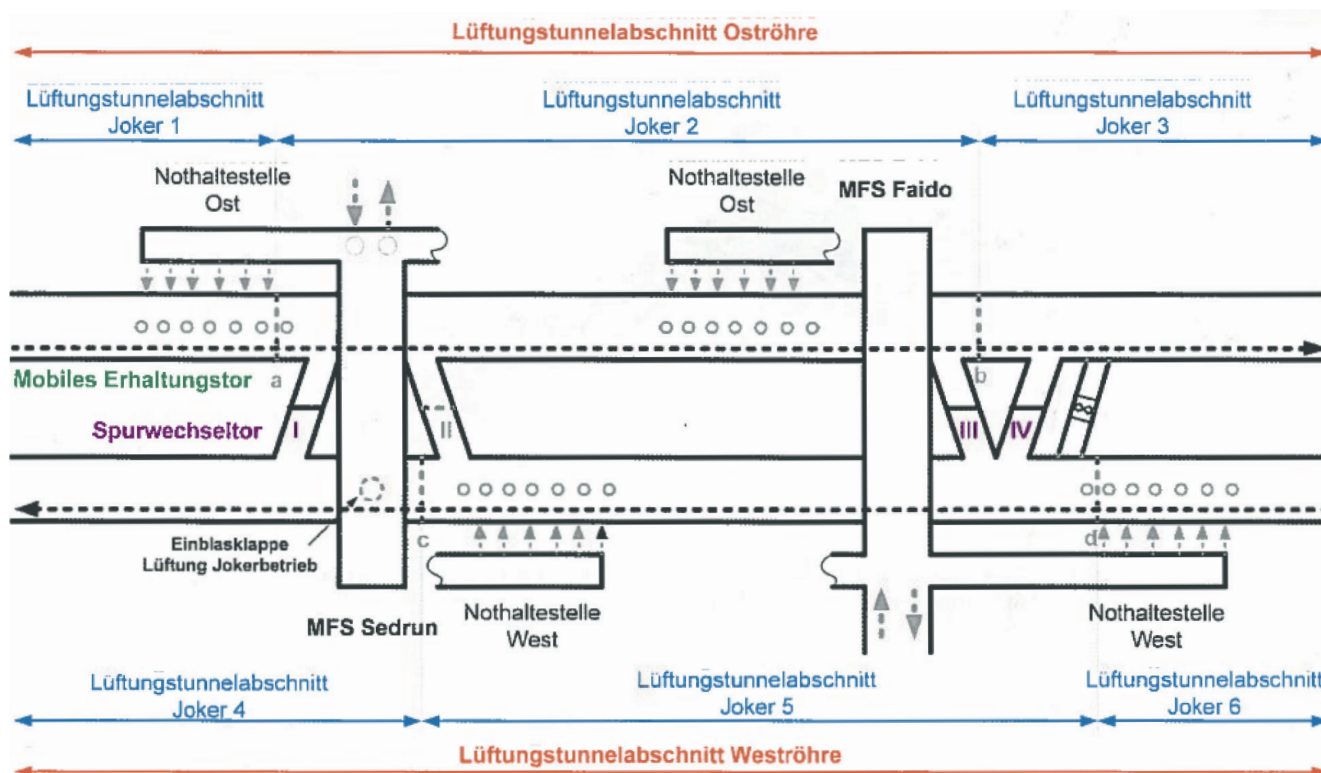 Lüftungstunnelabschnitt Oströhre
Lüftungstunnelabschnitt
Joker 1
Lüftungstunnelabschnitt
Joker 2
Lüftungstunnelabschnitt
Joker 3
Nothaltestelle
Ost
Nothaltestelle
Ost
MFS Faido
Mobiles Erhaltungstor
a
b
Spurwechseltor
I
II
III
IV
Einblasklappe
Lüftung Jokerbetrieb
c
d
MFS Sedrun
Nothaltestelle
West
Nothaltestelle
West
Lüftungstunnelabschnitt
Joker 4
Lüftungstunnelabschnitt
Joker 5
Lüftungstunnelabschnitt
Joker 6
Lüftungstunnelabschnitt Weströhre